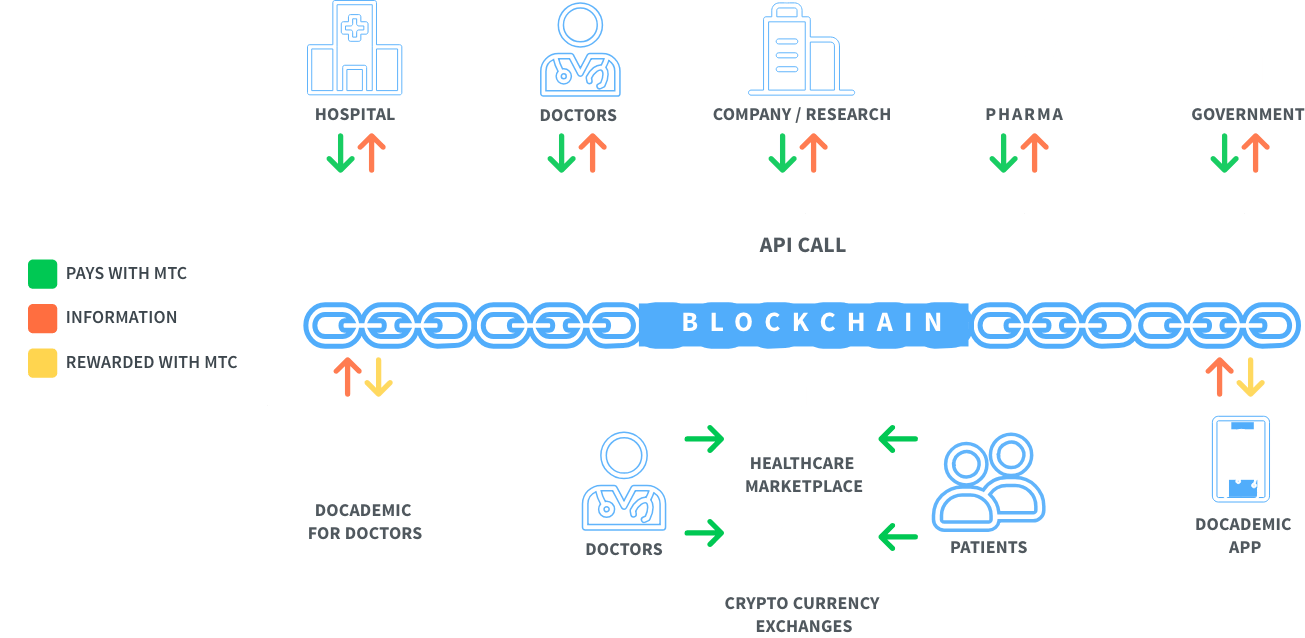 HOSPITAL
DOCTORS
COMPANY / RESEARCH
PHARMA
GOVERNMENT
API CALL
PAYS WITH MTC
INFORMATION
REWARDED WITH MTC
BLOCKCHAIN
DOCADEMIC
FOR DOCTORS
DOCTORS
HEALTHCARE
MARKETPLACE
PATIENTS
DOCADEMIC
APP
CRYPTO CURRENCY
EXCHANGES